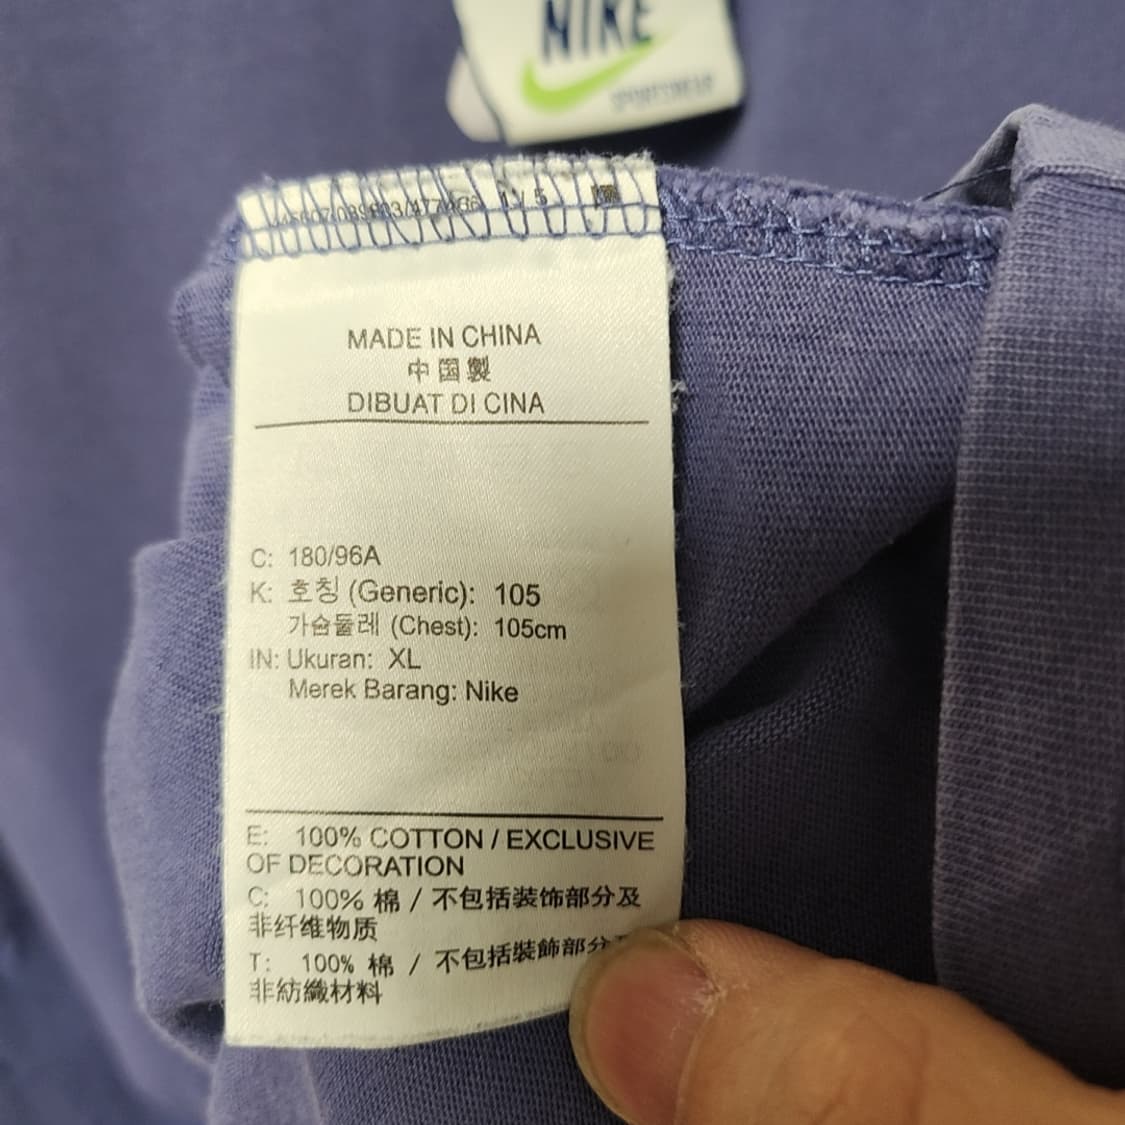 NIKE
SPORTSWEAR
1 / 5
MADE IN CHINA
中国製
DIBUAT DI CINA
C: 180/96A
K: 호칭 (Generic): 105
가슴둘레 (Chest): 105cm
IN: Ukuran: XL
Merek Barang: Nike
E: 100% COTTON / EXCLUSIVE
OF DECORATION
C: 100% 棉 / 不包括装饰部分及
非纤维物质
T: 100% 棉 / 不包括裝飾部分
非紡織材料